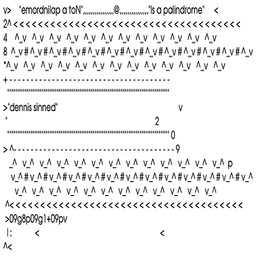 v>   "emordnilap a toN",,,,,,,,,,,,,,,,@,,,,,,,,,,,,,,,"Is a palindrome"    <
2^<<<<<<<<<<<<<<<<<<<<<<<<<<<<<<<<<<<<<<
4   ^_v   ^_v   ^_v   ^_v   ^_v   ^_v   ^_v   ^_v   ^_v   ^_v
8  ^_v#^_v#^_v#^_v#^_v#^_v#^_v#^_v#^_v#^_v#^_v#^_v
*^_v   ^_v   ^_v   ^_v   ^_v   ^_v   ^_v   ^_v   ^_v   ^_v
+--------------------------------------
>"dennis sinned"                                        v
"                                                2
0
>^--------------------------------------9
_^   v_^   v_^   v_^   v_^   v_^   v_^   v_^   v_^   v_^   v_^   p
v_^#v_^#v_^#v_^#v_^#v_^#v_^#v_^#v_^#v_^#v_^#v_^
v_^   v_^   v_^   v_^   v_^   v_^   v_^   v_^   v_^   v_^
^<<<<<<<<<<<<<<<<<<<<<<<<<<<<<<<<<<<<<<
>09g8p09g1+09pv
|:        <                                        <
^<